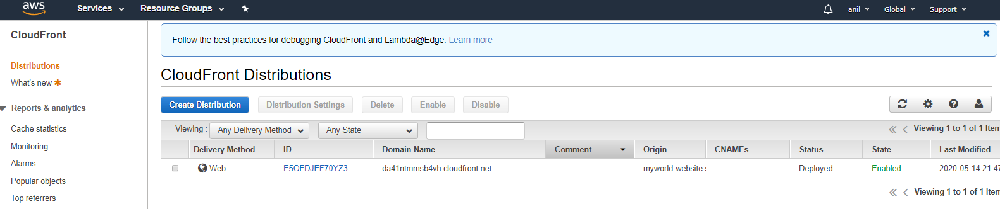 aws Services Resource Groups anil Global Support
CloudFront
Distributions
What's new
Reports & analytics
Cache statistics
Monitoring
Alarms
Popular objects
Top referrers
Follow the best practices for debugging CloudFront and Lambda@Edge. Learn more
CloudFront Distributions
Create Distribution Distribution Settings Delete Enable Disable
Viewing : Any Delivery Method Any State Viewing 1 to 1 of 1 Item
Delivery Method ID Domain Name Comment Origin CNAMEs Status State Last Modified
Web E5OFDJEF70YZ3 da41ntmmsb4vh.cloudfront.net - myworld-website.s - Deployed Enabled 2020-05-14 21:47
Viewing 1 to 1 of 1 Item